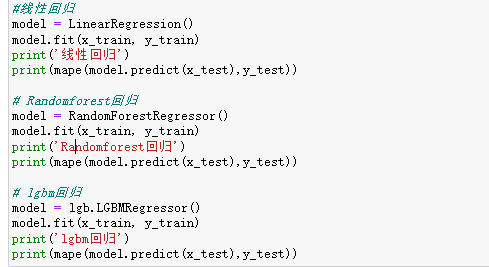 #线性回归
model = LinearRegression()
model.fit(x_train, y_train)
print('线性回归')
print(mape(model.predict(x_test),y_test))
# Randomforest回归
model = RandomForestRegressor()
model.fit(x_train, y_train)
print('Randomforest回归')
print(mape(model.predict(x_test),y_test))
# lgbm回归
model = lgb.LGBMRegressor()
model.fit(x_train, y_train)
print('lgbm回归')
print(mape(model.predict(x_test),y_test))